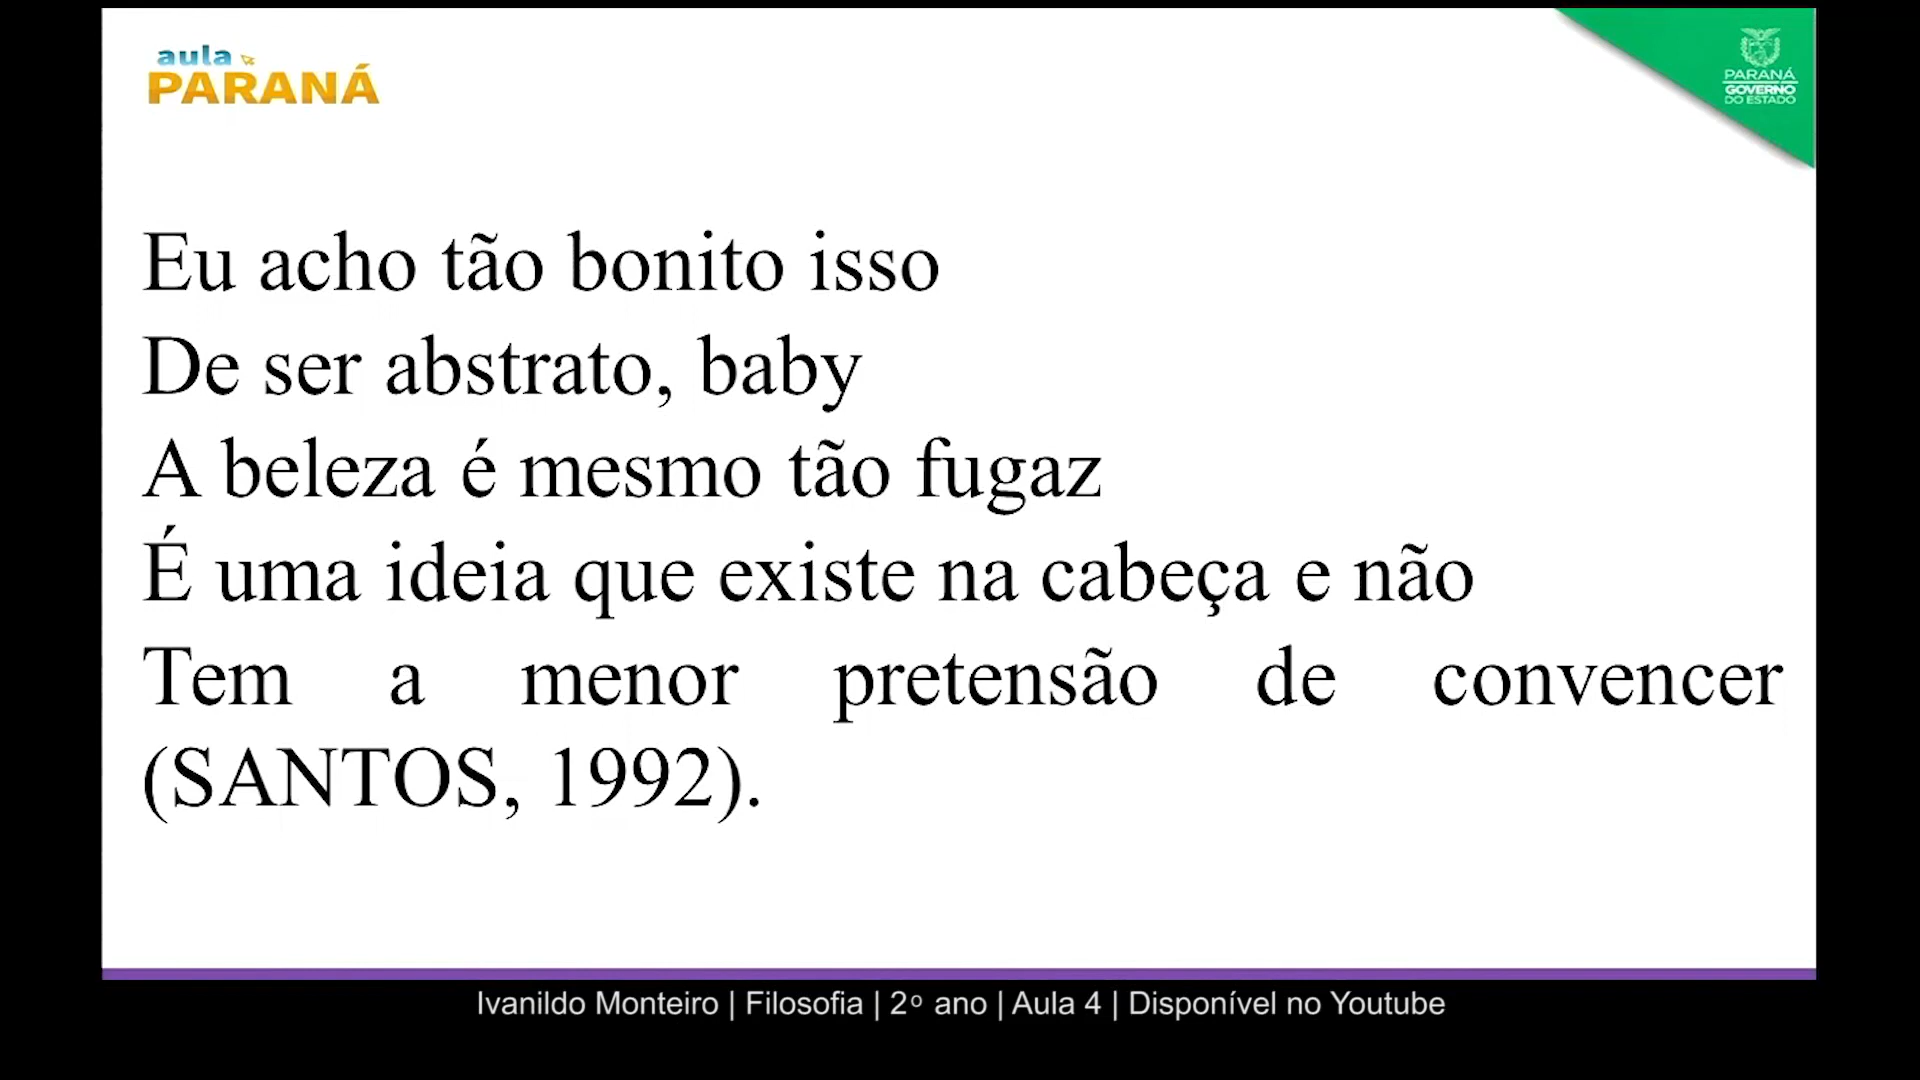 aula
PARANÁ
PARANÁ
GOVERNO
DO ESTADO
Eu acho tão bonito isso
De ser abstrato, baby
A beleza é mesmo tão fugaz
É uma ideia que existe na cabeça e não
Tem a menor pretensão de convencer
(SANTOS, 1992).
Ivanildo Monteiro | Filosofia | 2º ano | Aula 4 | Disponível no Youtube